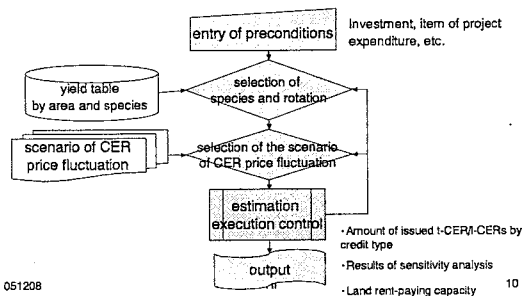 entry of preconditions
Investment, item of project
expenditure, etc.
yield table
by area and species
selection of
species and rotation
scenario of CER
price fluctuation
selection of the scenario
of CER price fluctuation
estimation
execution control
output
・Amount of issued t-CER/l-CERs by
credit type
・Results of sensitivity analysis
・Land rent-paying capacity
051208
10